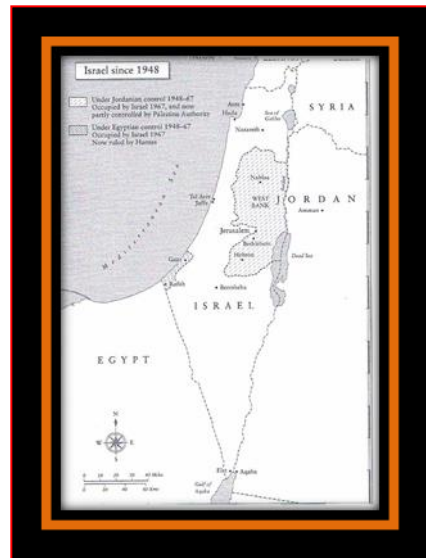 Israel since 1948
Under Jordanian control 1948–67
Occupied by Israel 1967, and now
partly controlled by Palestine Authority
Under Egyptian control 1948–67
Occupied by Israel 1967
Now ruled by Hamas
Acre
Haifa
Sea of
Galilee
SYRIA
Nazareth
Mediterranean Sea
Nablus
Tel Aviv
Jaffa
WEST
BANK
JORDAN
Amman
Jerusalem
Bethlehem
Hebron
Dead Sea
Gaza
Rafah
Beersheba
ISRAEL
EGYPT
N
W
E
S
Eilat
Aqaba
Gulf of
Aqaba